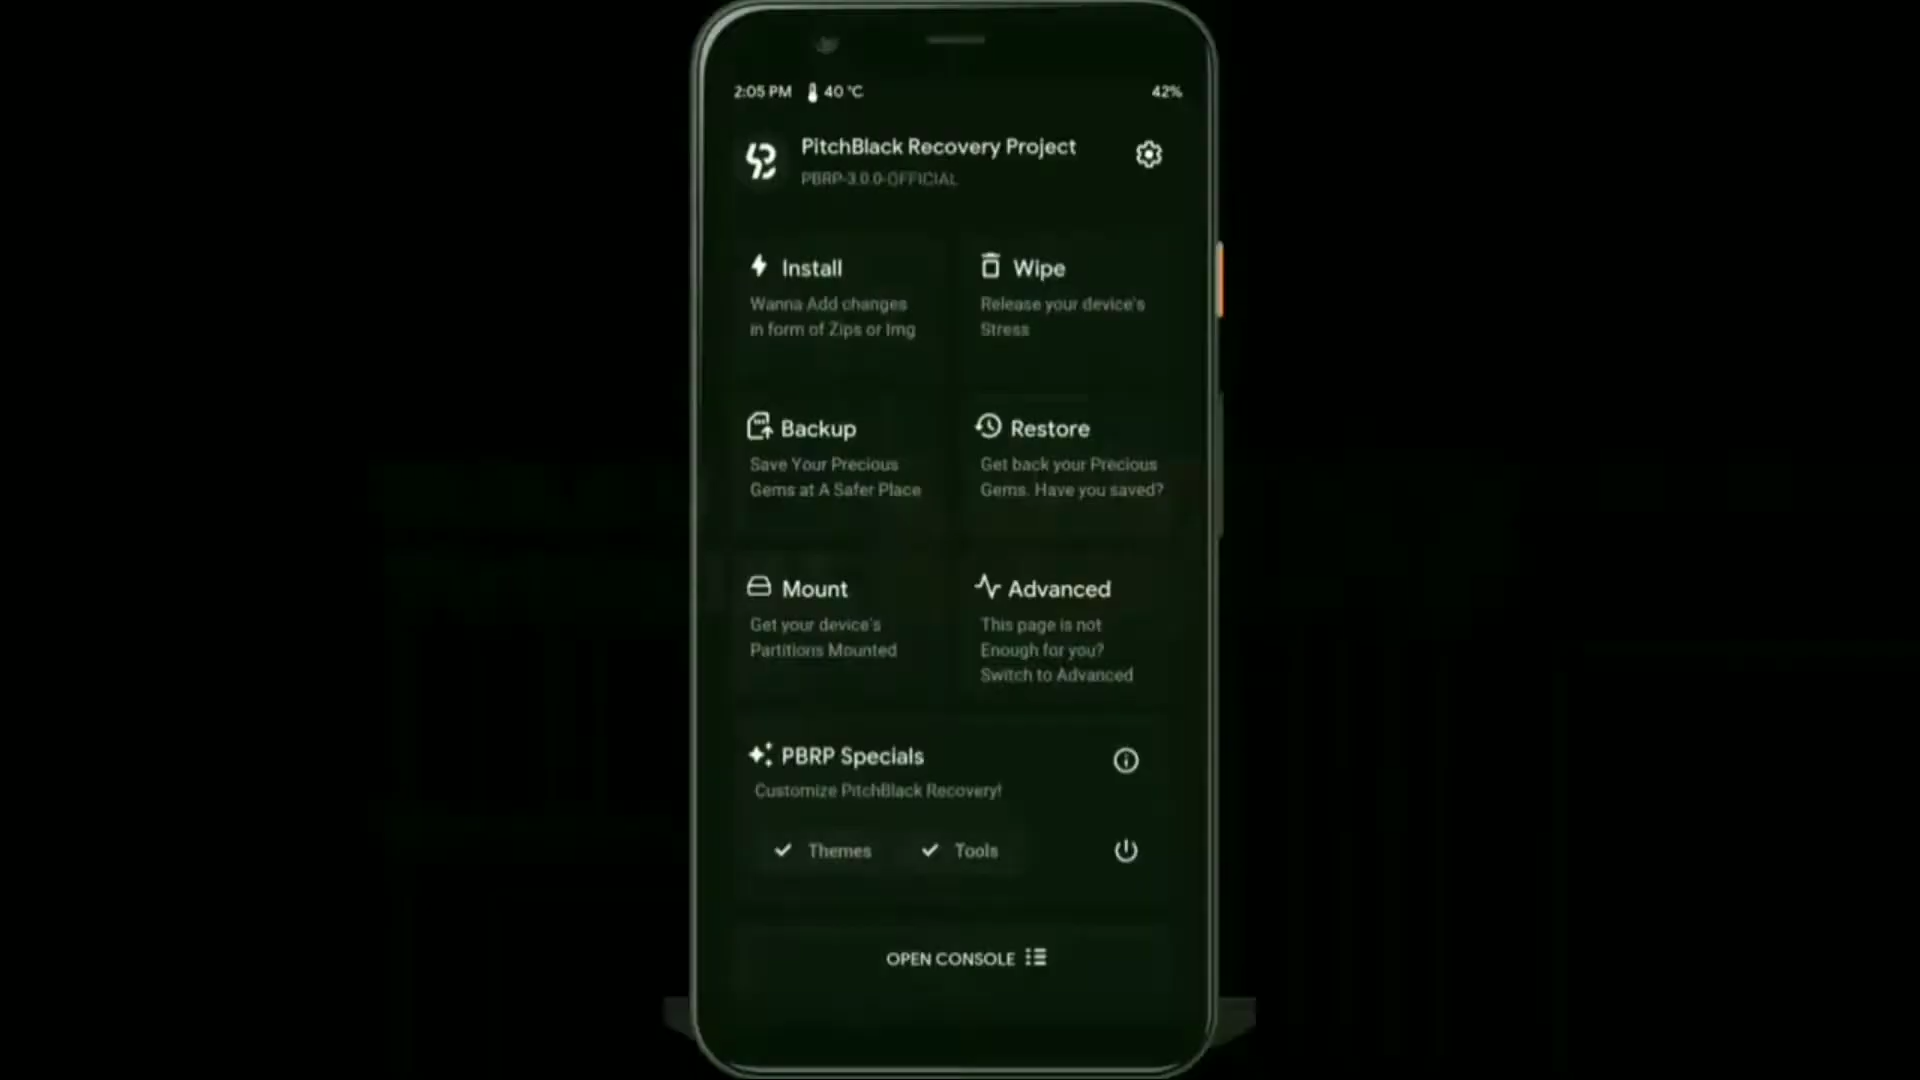 2:05 PM 40 °C 42%
PitchBlack Recovery Project
PBRP-3.0.0-OFFICIAL
Install
Wanna Add changes
in form of Zips or Img
Wipe
Release your device's
Stress
Backup
Save Your Precious
Gems at A Safer Place
Restore
Get back your Precious
Gems. Have you saved?
Mount
Get your device's
Partitions Mounted
Advanced
This page is not
Enough for you?
Switch to Advanced
PBRP Specials
Customize PitchBlack Recovery!
Themes Tools
OPEN CONSOLE